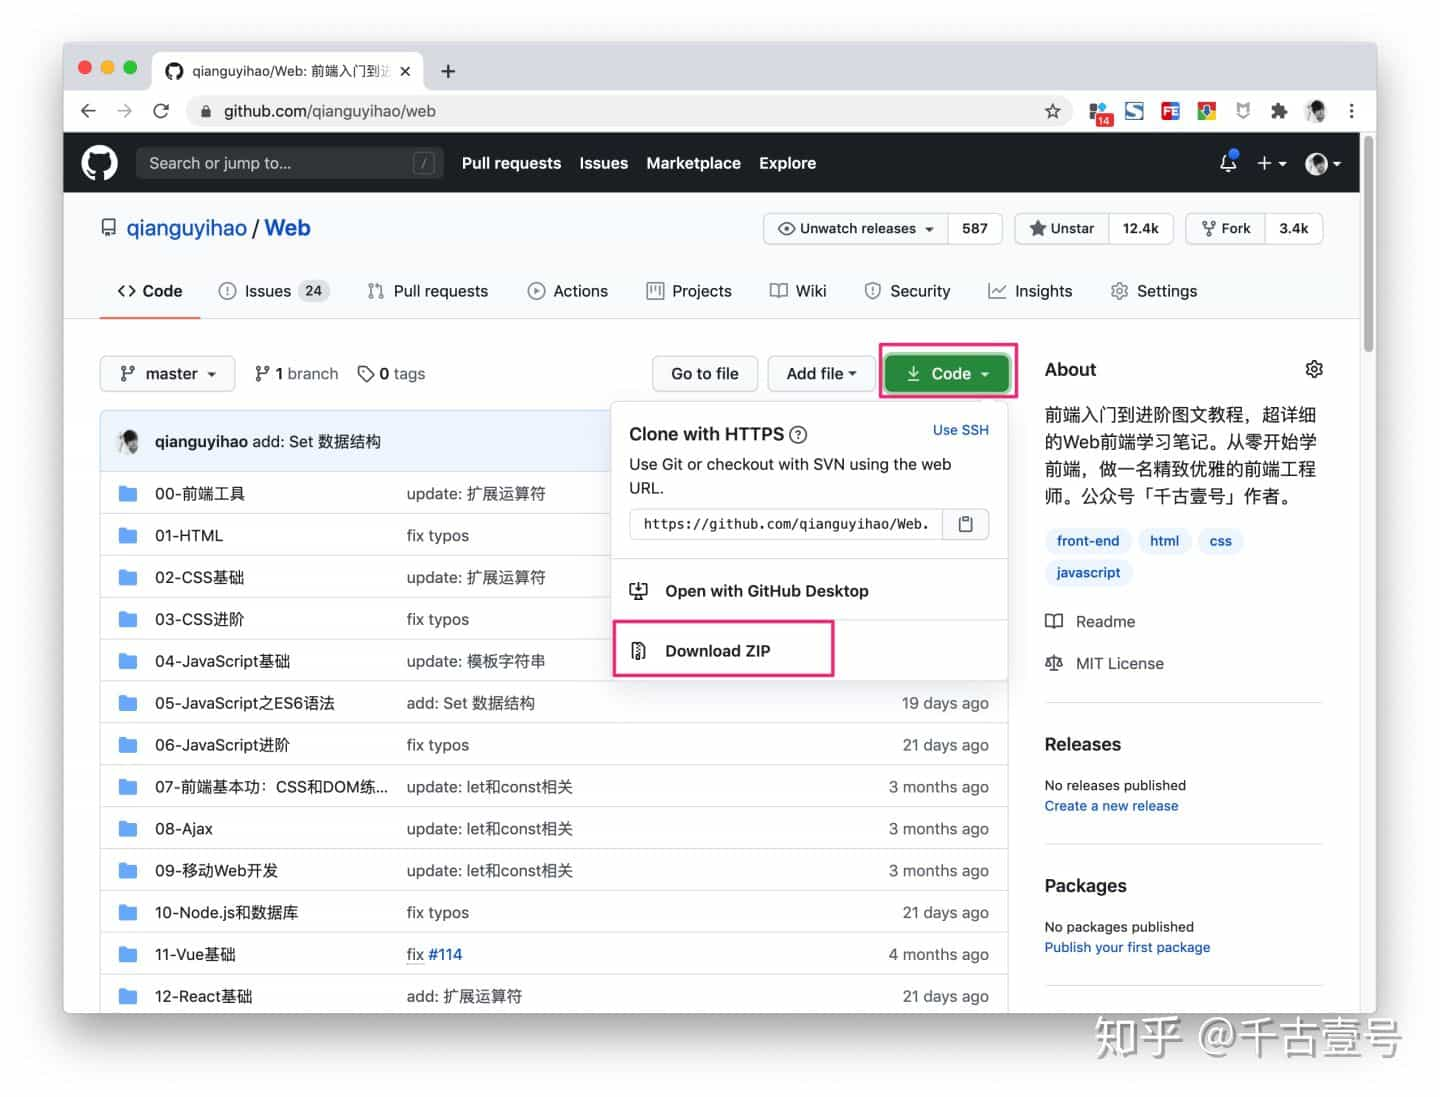 qianguyihao/Web: 前端入门到进
github.com/qianguyihao/web
14
FE
Search or jump to...
/
Pull requests
Issues
Marketplace
Explore
qianguyihao / Web
Unwatch releases
587
Unstar
12.4k
Fork
3.4k
Code
Issues 24
Pull requests
Actions
Projects
Wiki
Security
Insights
Settings
master
1 branch
0 tags
Go to file
Add file
Code
qianguyihao add: Set 数据结构
00-前端工具 update: 扩展运算符
01-HTML fix typos
02-CSS基础 update: 扩展运算符
03-CSS进阶 fix typos
04-JavaScript基础 update: 模板字符串
05-JavaScript之ES6语法 add: Set 数据结构 19 days ago
06-JavaScript进阶 fix typos 21 days ago
07-前端基本功：CSS和DOM练... update: let和const相关 3 months ago
08-Ajax update: let和const相关 3 months ago
09-移动Web开发 update: let和const相关 3 months ago
10-Node.js和数据库 fix typos 21 days ago
11-Vue基础 fix #114 4 months ago
12-React基础 add: 扩展运算符 21 days ago
Clone with HTTPS ?
Use SSH
Use Git or checkout with SVN using the web
URL.
https://github.com/qianguyihao/Web.
Open with GitHub Desktop
Download ZIP
About
前端入门到进阶图文教程，超详细
的Web前端学习笔记。从零开始学
前端，做一名精致优雅的前端工程
师。公众号「千古壹号」作者。
front-end html css
javascript
Readme
MIT License
Releases
No releases published
Create a new release
Packages
No packages published
Publish your first package
知乎 @千古壹号